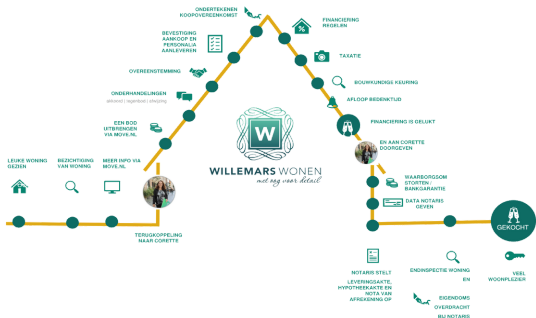 LEUKE WONING
GEZIEN
BEZICHTIGING
VAN WONING
MEER INFO VIA
MOVE.NL
TERUGKOPPELING
NAAR CORETTE
EEN BOD
UITBRENGEN
VIA MOVE.NL
ONDERHANDELINGEN
akkoord / tegenbod / afwijzing
OVEREENSTEMMING
BEVESTIGING
AANKOOP EN
PERSONALIA
AANLEVEREN
ONDERTEKENEN
KOOPOVEREENKOMST
FINANCIERING
REGELEN
TAXATIE
BOUWKUNDIGE KEURING
AFLOOP BEDENKTIJD
FINANCIERING IS GELUKT
EN AAN CORETTE
DOORGEVEN
WAARBORGSOM
STORTEN /
BANKGARANTIE
DATA NOTARIS
GEVEN
GEKOCHT
W
WILLEMARS WONEN
met oog voor detail
NOTARIS STELT
LEVERINGSAKTE,
HYPOTHEEKAKTE EN
NOTA VAN
AFREKENING OP
EINDINSPECTIE WONING
EN
EIGENDOMS
OVERDRACHT
BIJ NOTARIS
VEEL
WOONPLEZIER